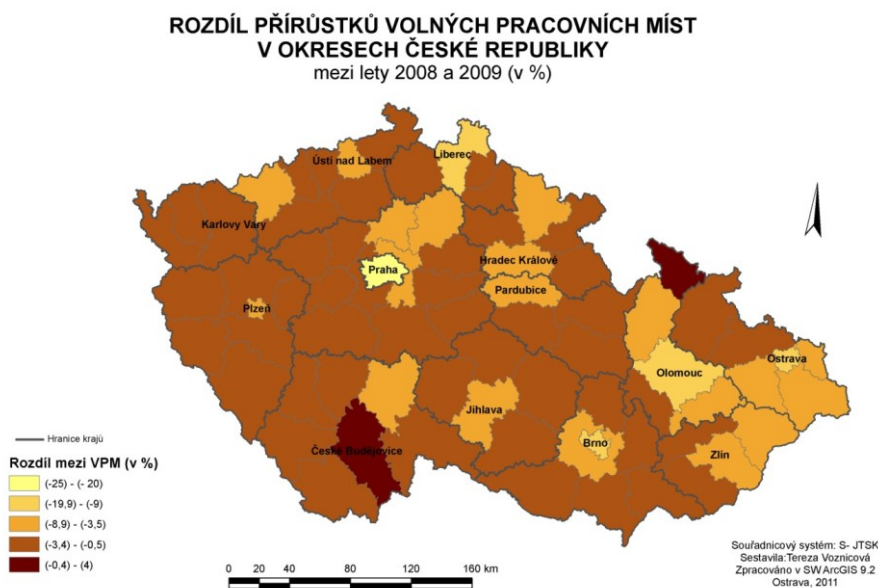 ROZDÍL PŘÍRŮSTKŮ VOLNÝCH PRACOVNÍCH MÍST
V OKRESECH ČESKÉ REPUBLIKY
mezi lety 2008 a 2009 (v %)
Ústí nad Labem
Liberec
Karlovy Vary
Praha
Hradec Králové
Pardubice
Plzeň
Ostrava
Olomouc
Jihlava
Brno
Zlín
České Budějovice
Hranice krajů
Rozdíl mezi VPM (v %)
(-25) - (- 20)
(-19,9) - (-9)
(-8,9) - (-3,5)
(-3,4) - (-0,5)
(-0,4) - (4)
0 20 40 80 120 160 km
Souřadnicový systém: S- JTSK
Sestavila:Tereza Voznicová
Zpracováno v SW ArcGIS 9.2
Ostrava, 2011